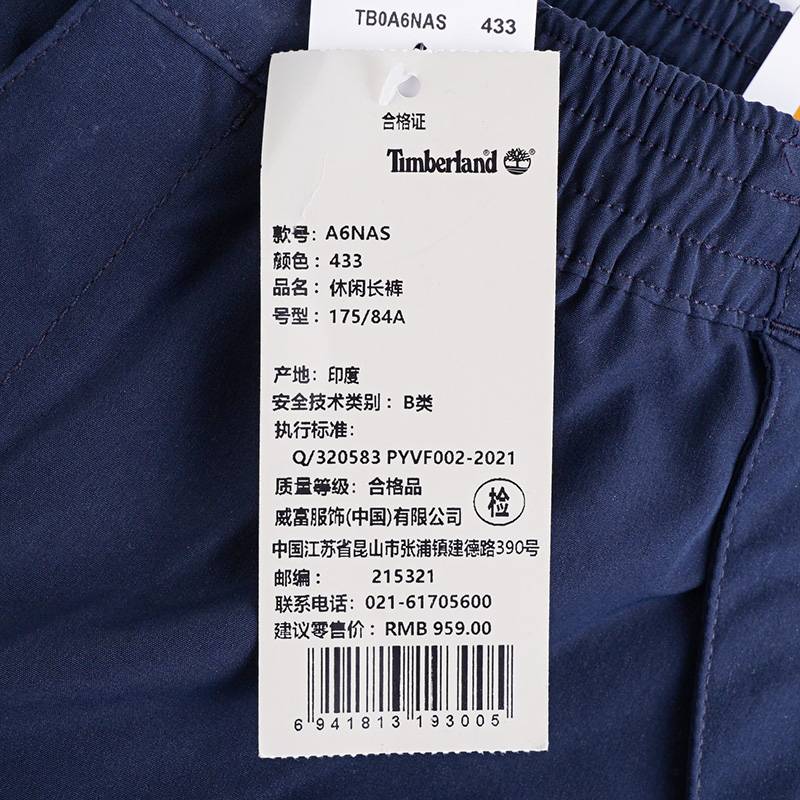 TB0A6NAS 433
合格证
Timberland®
款号: A6NAS
颜色: 433
品名: 休闲长裤
号型: 175/84A
产地: 印度
安全技术类别: B类
执行标准:
Q/320583 PYVF002-2021
质量等级: 合格品
检
威富服饰(中国)有限公司
中国江苏省昆山市张浦镇建德路390号
邮编: 215321
联系电话: 021-61705600
建议零售价: RMB 959.00
6 941813 193005